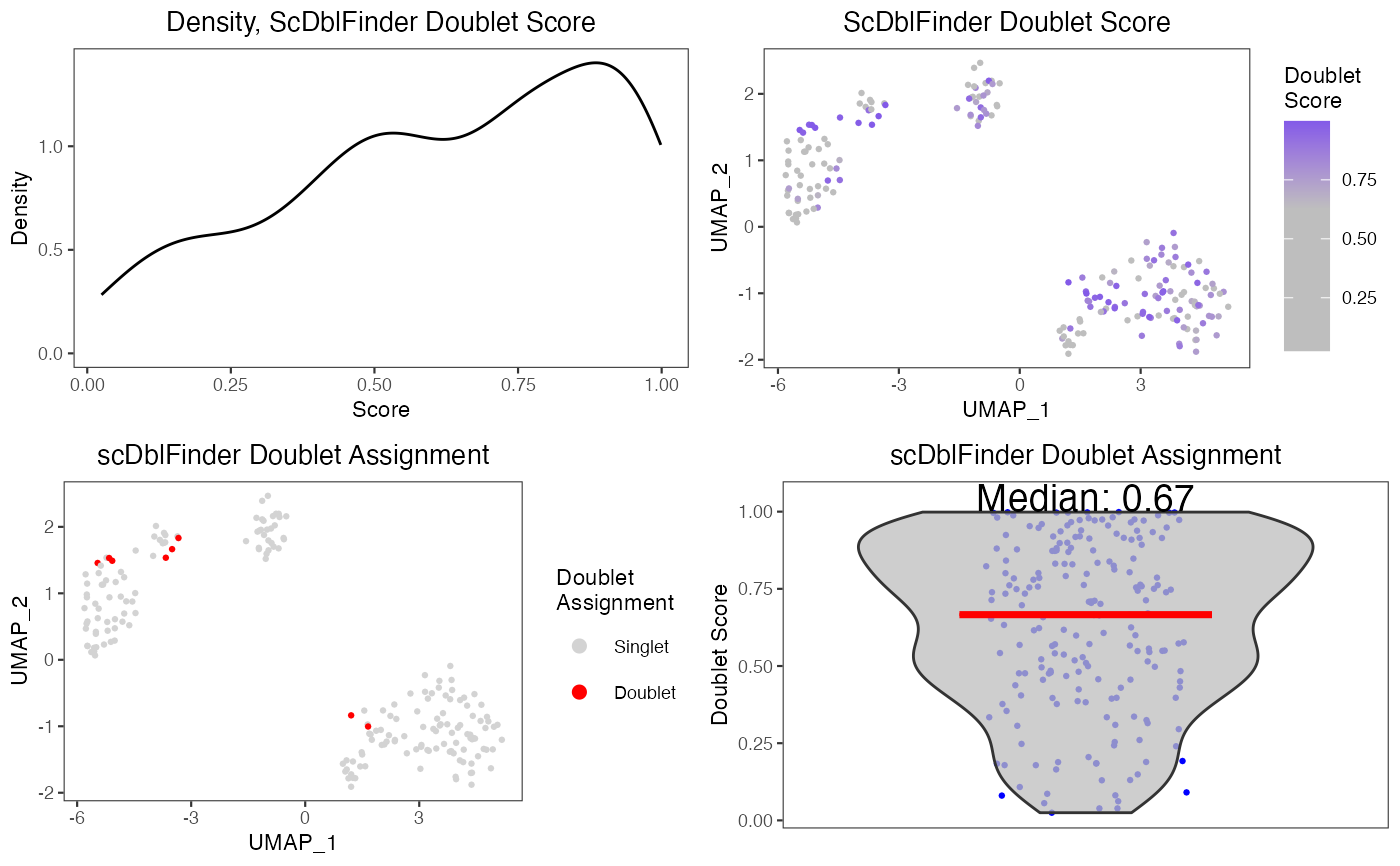 Density, ScDblFinder Doublet Score
Density
1.0
0.5
0.0
0.00
0.25
0.50
0.75
1.00
Score
ScDblFinder Doublet Score
UMAP_2
2
1
0
-1
-2
-6
-3
0
3
UMAP_1
Doublet
Score
0.75
0.50
0.25
scDblFinder Doublet Assignment
UMAP_2
2
1
0
-1
-2
-6
-3
0
3
UMAP_1
Doublet
Assignment
Singlet
Doublet
scDblFinder Doublet Assignment
Median: 0.67
Doublet Score
1.00
0.75
0.50
0.25
0.00